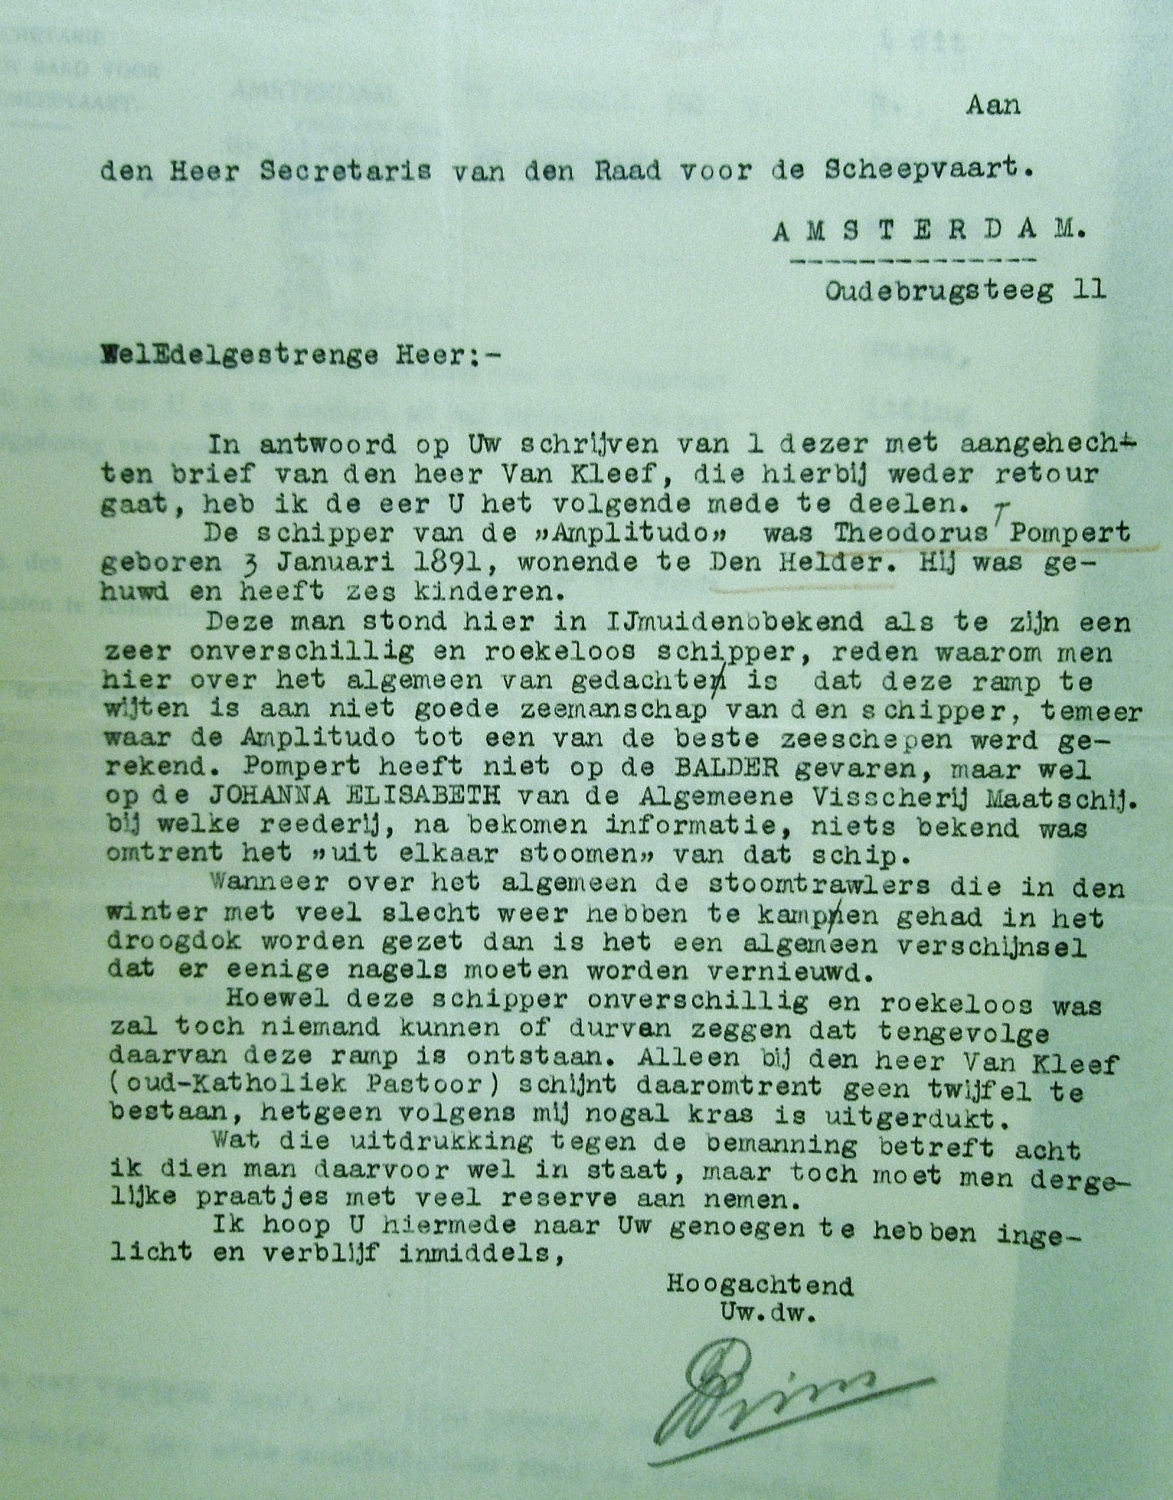 Aan
den Heer Secretaris van den Raad voor de Scheepvaart.
A M S T E R D A M.
--------------
Oudebrugsteeg 11
WelEdelgestrenge Heer:-
In antwoord op Uw schrijven van 1 dezer met aangehech-
ten brief van den heer Van Kleef, die hierbij weder retour
gaat, heb ik de eer U het volgende mede te deelen.
De schipper van de „Amplitudo„ was Theodorus Pompert
geboren 3 Januari 1891, wonende te Den Helder. Hij was ge-
huwd en heeft zes kinderen.
Deze man stond hier in IJmuidenobekend als te zijn een
zeer onverschillig en roekeloos schipper, reden waarom men
hier over het algemeen van gedachten is dat deze ramp te
wijten is aan niet goede zeemanschap van den schipper, temeer
waar de Amplitudo tot een van de beste zeeschepen werd ge-
rekend. Pompert heeft niet op de BALDER gevaren, maar wel
op de JOHANNA ELISABETH van de Algemeene Visscherij Maatschij.
bij welke reederij, na bekomen informatie, niets bekend was
omtrent het „uit elkaar stoomen„ van dat schip.
Wanneer over het algemeen de stoomtrawlers die in den
winter met veel slecht weer hebben te kampnen gehad in het
droogdok worden gezet dan is het een algemeen verschijnsel
dat er eenige nagels moeten worden vernieuwd.
Hoewel deze schipper onverschillig en roekeloos was
zal toch niemand kunnen of durvan zeggen dat tengevolge
daarvan deze ramp is ontstaan. Alleen bij den heer Van Kleef
(oud-Katholiek Pastoor) schijnt daaromtrent geen twijfel te
bestaan, hetgeen volgens mij nogal kras is uitgerdukt.
Wat die uitdrukking tegen de bemanning betreft acht
ik dien man daarvoor wel in staat, maar toch moet men derge-
lijke praatjes met veel reserve aan nemen.
Ik hoop U hiermede naar Uw genoegen te hebben inge-
licht en verblijf inmiddels,
Hoogachtend
Uw.dw.